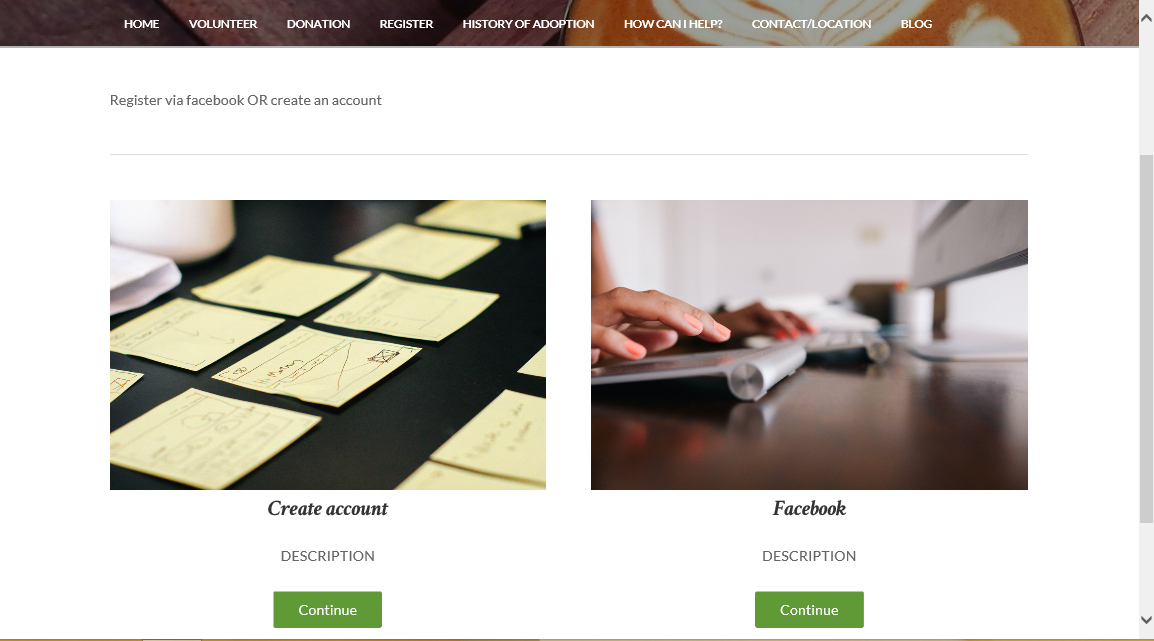 HOME VOLUNTEER DONATION REGISTER HISTORY OF ADOPTION HOW CAN I HELP? CONTACT/LOCATION BLOG
Register via facebook OR create an account
Create account
DESCRIPTION
Continue
Facebook
DESCRIPTION
Continue